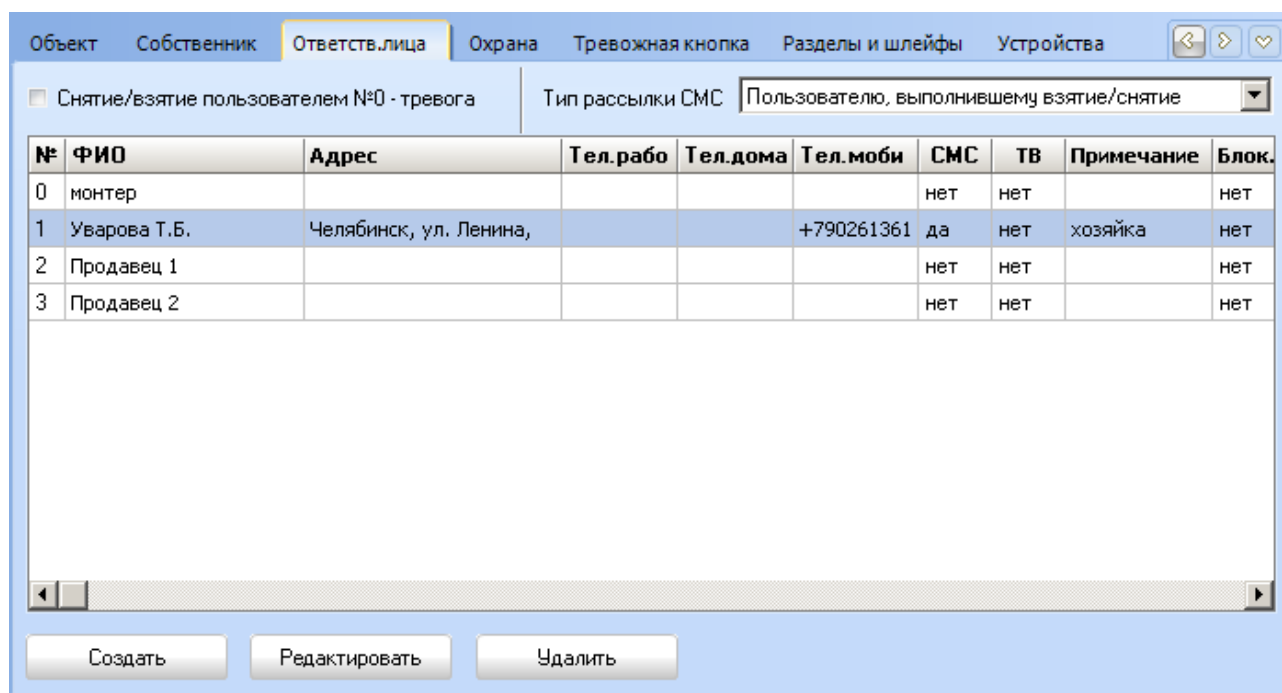 Объект Собственник Ответств.лица Охрана Тревожная кнопка Разделы и шлейфы Устройства
Снятие/взятие пользователем №0 - тревога Тип рассылки СМС Пользователю, выполнившему взятие/снятие
№ ФИО Адрес Тел.рабо Тел.дома Тел.моби СМС ТВ Примечание Блок.
0 монтер нет нет нет
1 Уварова Т.Б. Челябинск, ул. Ленина, +790261361 да нет хозяйка нет
2 Продавец 1 нет нет нет
3 Продавец 2 нет нет нет
Создать Редактировать Удалить